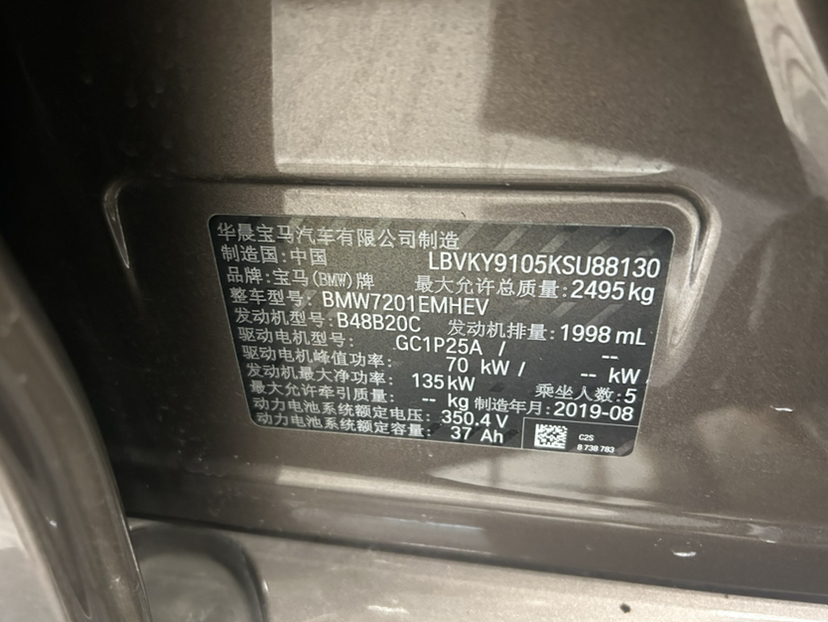 华晨宝马汽车有限公司制造
制造国: 中国 LBVKY9105KSU88130
品牌: 宝马(BMW)牌 最大允许总质量: 2495 kg
整车型号: BMW7201EMHEV
发动机型号: B48B20C 发动机排量: 1998 mL
驱动电机型号: GC1P25A / --
驱动电机峰值功率: 70 kW / -- kW
发动机最大净功率: 135 kW 乘坐人数: 5
最大允许牵引质量: -- kg 制造年月: 2019-08
动力电池系统额定电压: 350.4 V
动力电池系统额定容量: 37 Ah
C2S
8 738 783